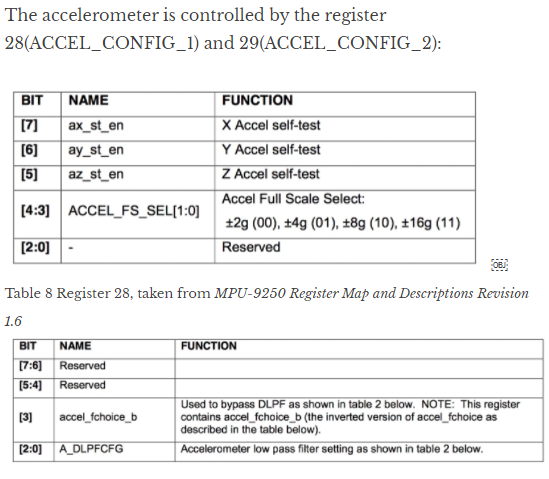 The accelerometer is controlled by the register
28(ACCEL_CONFIG_1) and 29(ACCEL_CONFIG_2):
BIT NAME FUNCTION
[7] ax_st_en X Accel self-test
[6] ay_st_en Y Accel self-test
[5] az_st_en Z Accel self-test
[4:3] ACCEL_FS_SEL[1:0] Accel Full Scale Select:
±2g (00), ±4g (01), ±8g (10), ±16g (11)
[2:0] - Reserved
OBJ
Table 8 Register 28, taken from MPU-9250 Register Map and Descriptions Revision
1.6
BIT NAME FUNCTION
[7:6] Reserved
[5:4] Reserved
[3] accel_fchoice_b Used to bypass DLPF as shown in table 2 below. NOTE: This register
contains accel_fchoice_b (the inverted version of accel_fchoice as
described in the table below).
[2:0] A_DLPFCFG Accelerometer low pass filter setting as shown in table 2 below.